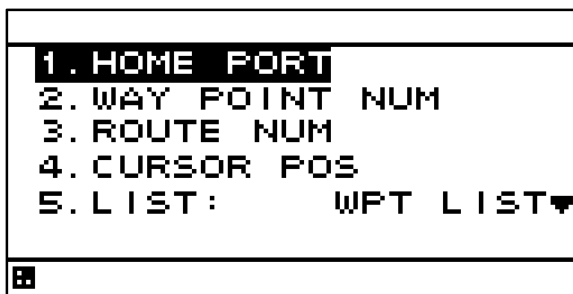 1.HOME PORT
2.WAY POINT NUM
3.ROUTE NUM
4.CURSOR POS
5.LIST: WPT LIST▼